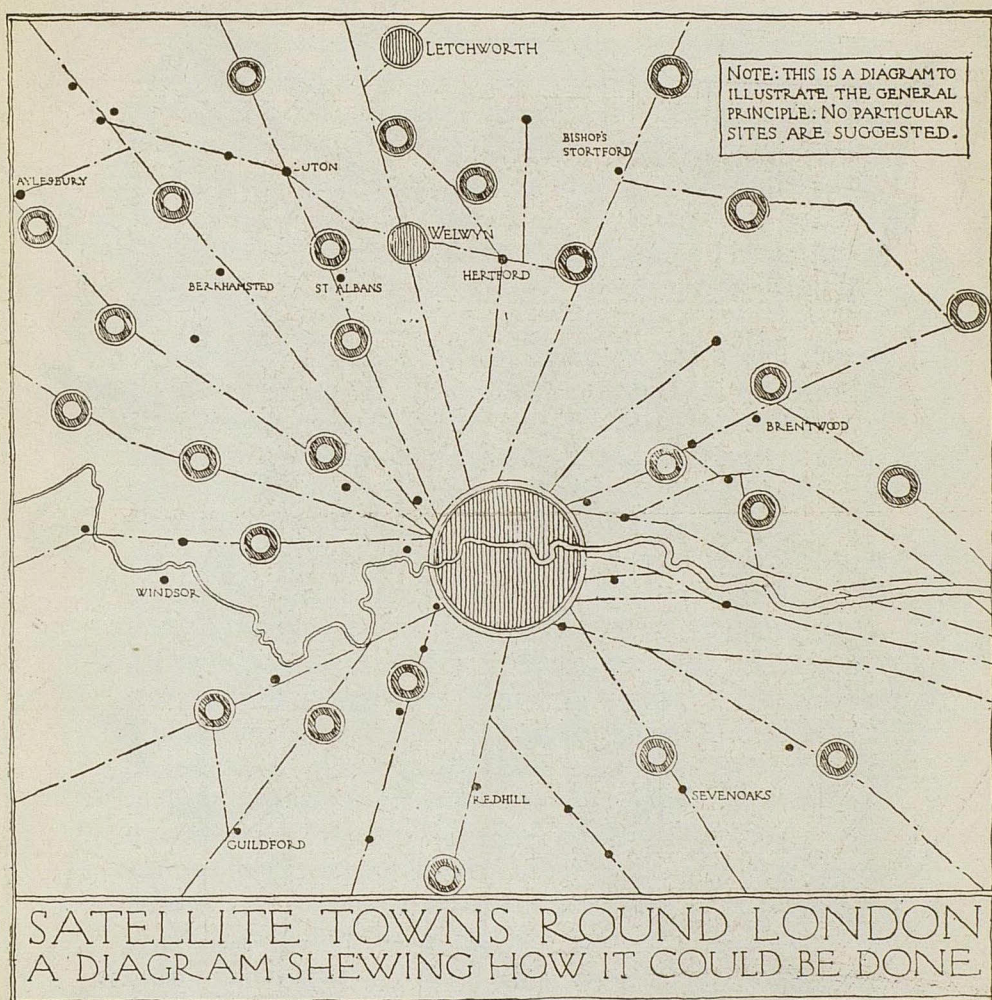 LETCHWORTH
NOTE: THIS IS A DIAGRAM TO
ILLUSTRATE THE GENERAL
PRINCIPLE: NO PARTICULAR
SITES ARE SUGGESTED.
BISHOP'S
STORTFORD
LUTON
AYLESBURY
WELWYN
HERTFORD
BERKHAMSTED
ST ALBANS
BRENTWOOD
WINDSOR
REDHILL
SEVENOAKS
GUILDFORD
SATELLITE TOWNS ROUND LONDON
A DIAGRAM SHEWING HOW IT COULD BE DONE